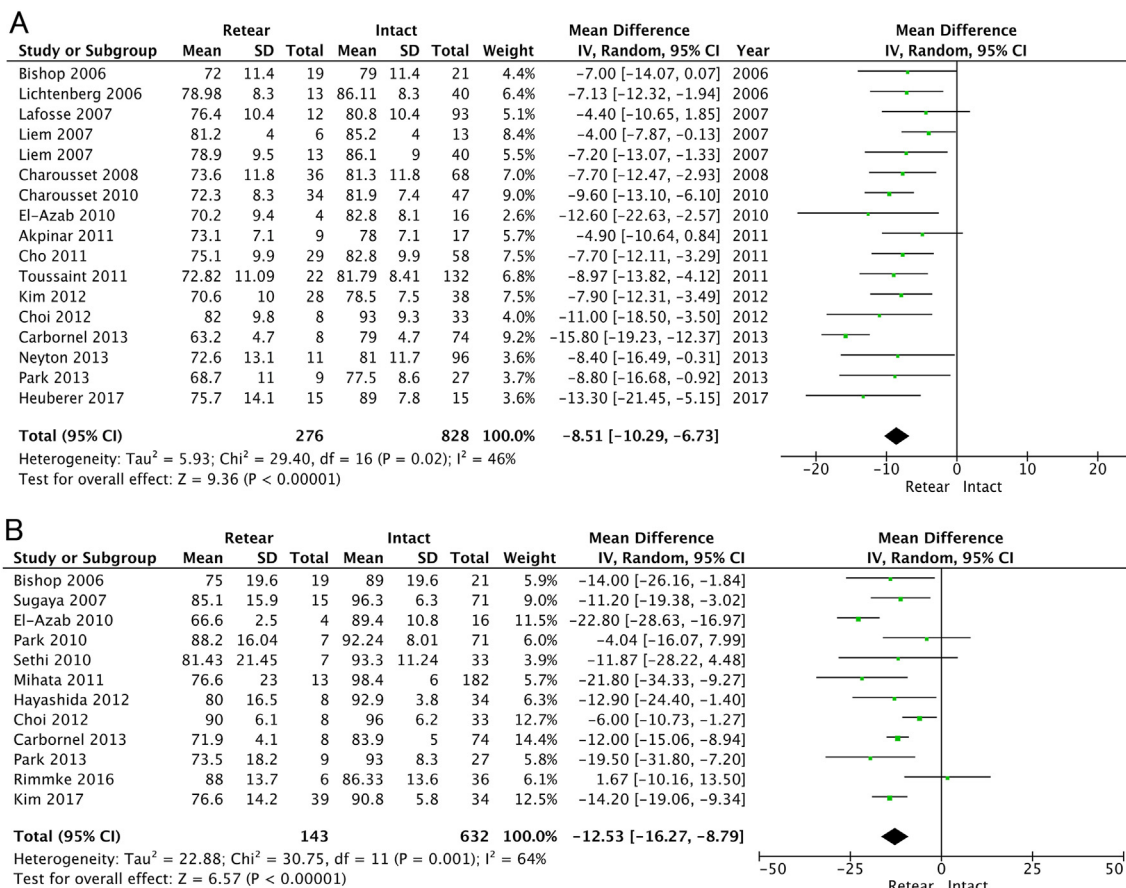 A
Retear Intact Mean Difference Mean Difference
Study or Subgroup Mean SD Total Mean SD Total Weight IV, Random, 95% CI Year IV, Random, 95% CI
Bishop 2006 72 11.4 19 79 11.4 21 4.4% −7.00 [−14.07, 0.07] 2006
Lichtenberg 2006 78.98 8.3 13 86.11 8.3 40 6.4% −7.13 [−12.32, −1.94] 2006
Lafosse 2007 76.4 10.4 12 80.8 10.4 93 5.1% −4.40 [−10.65, 1.85] 2007
Liem 2007 81.2 4 6 85.2 4 13 8.4% −4.00 [−7.87, −0.13] 2007
Liem 2007 78.9 9.5 13 86.1 9 40 5.5% −7.20 [−13.07, −1.33] 2007
Charousset 2008 73.6 11.8 36 81.3 11.8 68 7.0% −7.70 [−12.47, −2.93] 2008
Charousset 2010 72.3 8.3 34 81.9 7.4 47 9.0% −9.60 [−13.10, −6.10] 2010
El-Azab 2010 70.2 9.4 4 82.8 8.1 16 2.6% −12.60 [−22.63, −2.57] 2010
Akpinar 2011 73.1 7.1 9 78 7.1 17 5.7% −4.90 [−10.64, 0.84] 2011
Cho 2011 75.1 9.9 29 82.8 9.9 58 7.5% −7.70 [−12.11, −3.29] 2011
Toussaint 2011 72.82 11.09 22 81.79 8.41 132 6.8% −8.97 [−13.82, −4.12] 2011
Kim 2012 70.6 10 28 78.5 7.5 38 7.5% −7.90 [−12.31, −3.49] 2012
Choi 2012 82 9.8 8 93 9.3 33 4.0% −11.00 [−18.50, −3.50] 2012
Carbornel 2013 63.2 4.7 8 79 4.7 74 9.2% −15.80 [−19.23, −12.37] 2013
Neyton 2013 72.6 13.1 11 81 11.7 96 3.6% −8.40 [−16.49, −0.31] 2013
Park 2013 68.7 11 9 77.5 8.6 27 3.7% −8.80 [−16.68, −0.92] 2013
Heuberer 2017 75.7 14.1 15 89 7.8 15 3.6% −13.30 [−21.45, −5.15] 2017
Total (95% CI) 276 828 100.0% −8.51 [−10.29, −6.73]
Heterogeneity: Tau² = 5.93; Chi² = 29.40, df = 16 (P = 0.02); I² = 46%
Test for overall effect: Z = 9.36 (P < 0.00001)
−20 −10 0 10 20
Retear Intact
B
Retear Intact Mean Difference Mean Difference
Study or Subgroup Mean SD Total Mean SD Total Weight IV, Random, 95% CI IV, Random, 95% CI
Bishop 2006 75 19.6 19 89 19.6 21 5.9% −14.00 [−26.16, −1.84]
Sugaya 2007 85.1 15.9 15 96.3 6.3 71 9.0% −11.20 [−19.38, −3.02]
El-Azab 2010 66.6 2.5 4 89.4 10.8 16 11.5% −22.80 [−28.63, −16.97]
Park 2010 88.2 16.04 7 92.24 8.01 71 6.0% −4.04 [−16.07, 7.99]
Sethi 2010 81.43 21.45 7 93.3 11.24 33 3.9% −11.87 [−28.22, 4.48]
Mihata 2011 76.6 23 13 98.4 6 182 5.7% −21.80 [−34.33, −9.27]
Hayashida 2012 80 16.5 8 92.9 3.8 34 6.3% −12.90 [−24.40, −1.40]
Choi 2012 90 6.1 8 96 6.2 33 12.7% −6.00 [−10.73, −1.27]
Carbornel 2013 71.9 4.1 8 83.9 5 74 14.4% −12.00 [−15.06, −8.94]
Park 2013 73.5 18.2 9 93 8.3 27 5.8% −19.50 [−31.80, −7.20]
Rimmke 2016 88 13.7 6 86.33 13.6 36 6.1% 1.67 [−10.16, 13.50]
Kim 2017 76.6 14.2 39 90.8 5.8 34 12.5% −14.20 [−19.06, −9.34]
Total (95% CI) 143 632 100.0% −12.53 [−16.27, −8.79]
Heterogeneity: Tau² = 22.88; Chi² = 30.75, df = 11 (P = 0.001); I² = 64%
Test for overall effect: Z = 6.57 (P < 0.00001)
−50 −25 0 25 50
Retear Intact